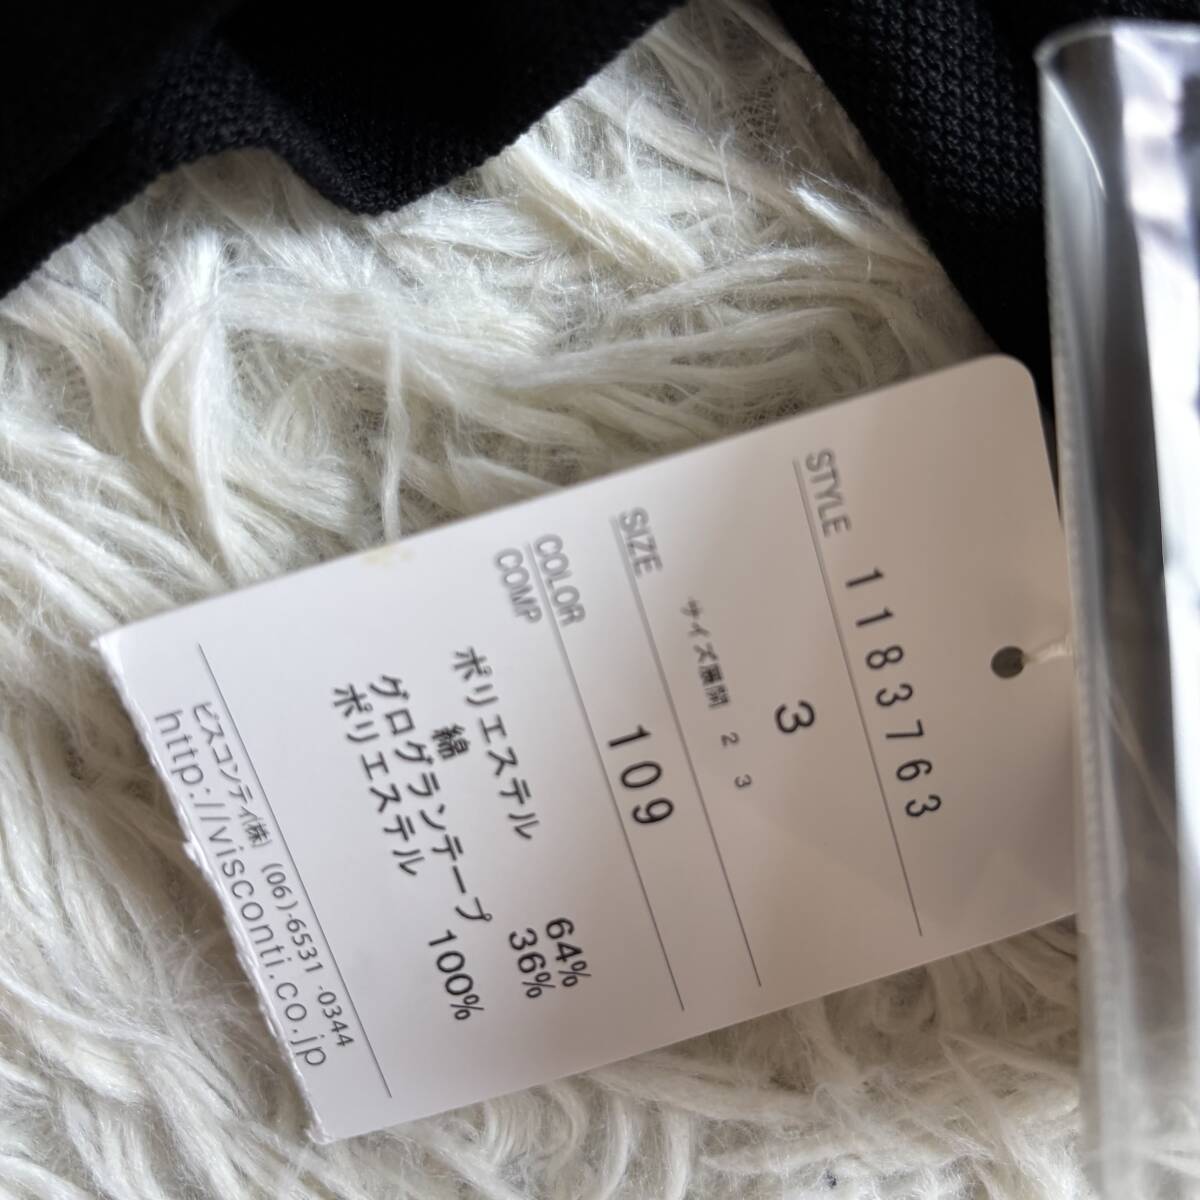 STYLE 1183763
3
サイズ展開 2 3
SIZE
COLOR 109
COMP
ポリエステル 64%
綿 36%
グログランテープ
ポリエステル 100%
ビスコンティ(株) (06)-6531-0344
http://visconti.co.jp